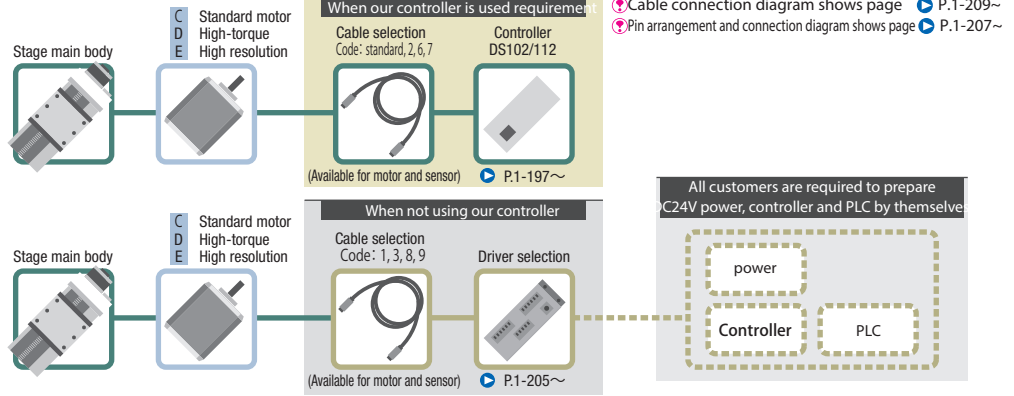 When our controller is used requirement
Cable connection diagram shows page P.1-209~
Pin arrangement and connection diagram shows page P.1-207~
C Standard motor
D High-torque
E High resolution
Stage main body
Cable selection
Code: standard, 2, 6, 7
Controller
DS102/112
(Available for motor and sensor)
P.1-197～
When not using our controller
C Standard motor
D High-torque
E High resolution
Stage main body
Cable selection
Code: 1, 3, 8, 9
Driver selection
(Available for motor and sensor)
P.1-205～
All customers are required to prepare
DC24V power, controller and PLC by themselves
power
Controller
PLC